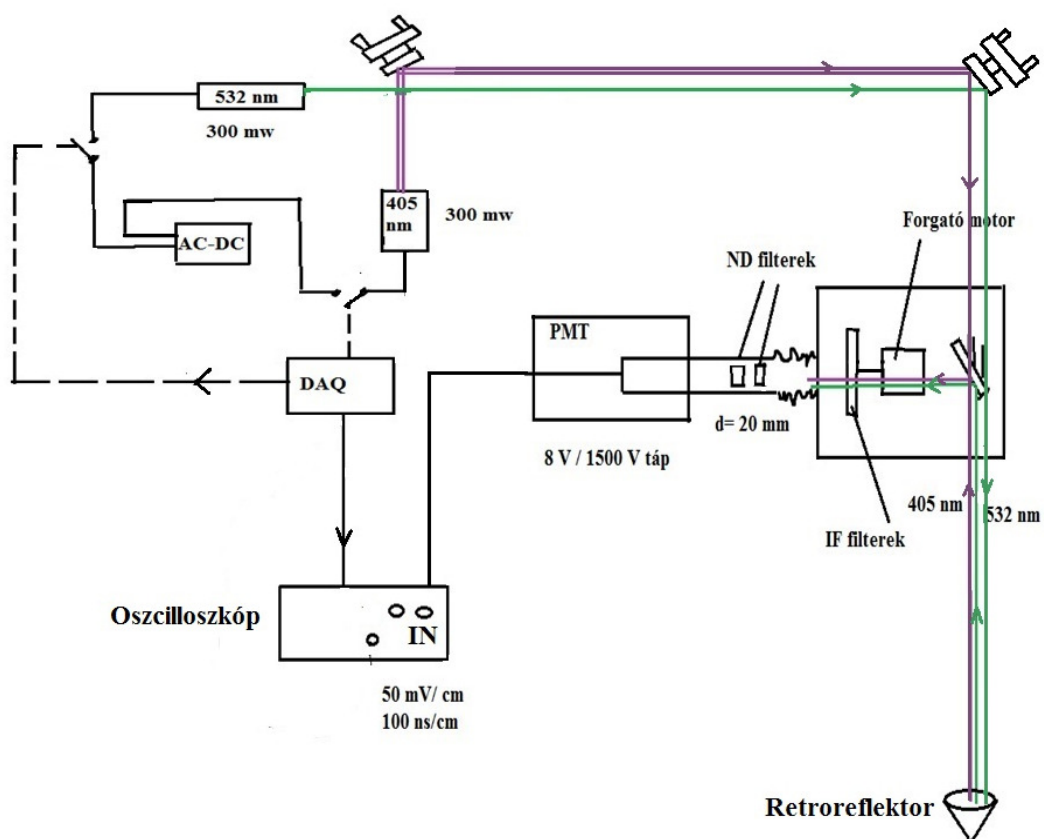 532 nm
300 mw
405
nm
300 mw
AC-DC
Forgató motor
ND filterek
PMT
DAQ
d= 20 mm
8 V / 1500 V táp
405 nm
532 nm
IF filterek
Oszcilloszkóp
IN
50 mV/ cm
100 ns/cm
Retroreflektor